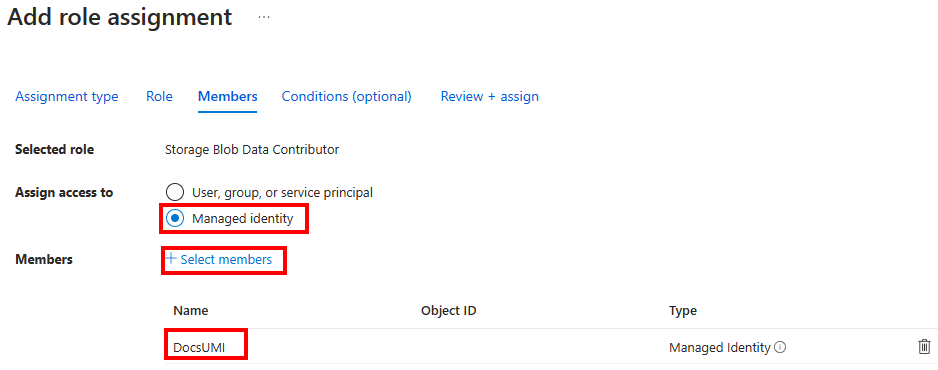 Add role assignment ...
Assignment type Role Members Conditions (optional) Review + assign
Selected role Storage Blob Data Contributor
Assign access to User, group, or service principal
Managed identity
Members + Select members
Name Object ID Type
DocsUMI Managed Identity